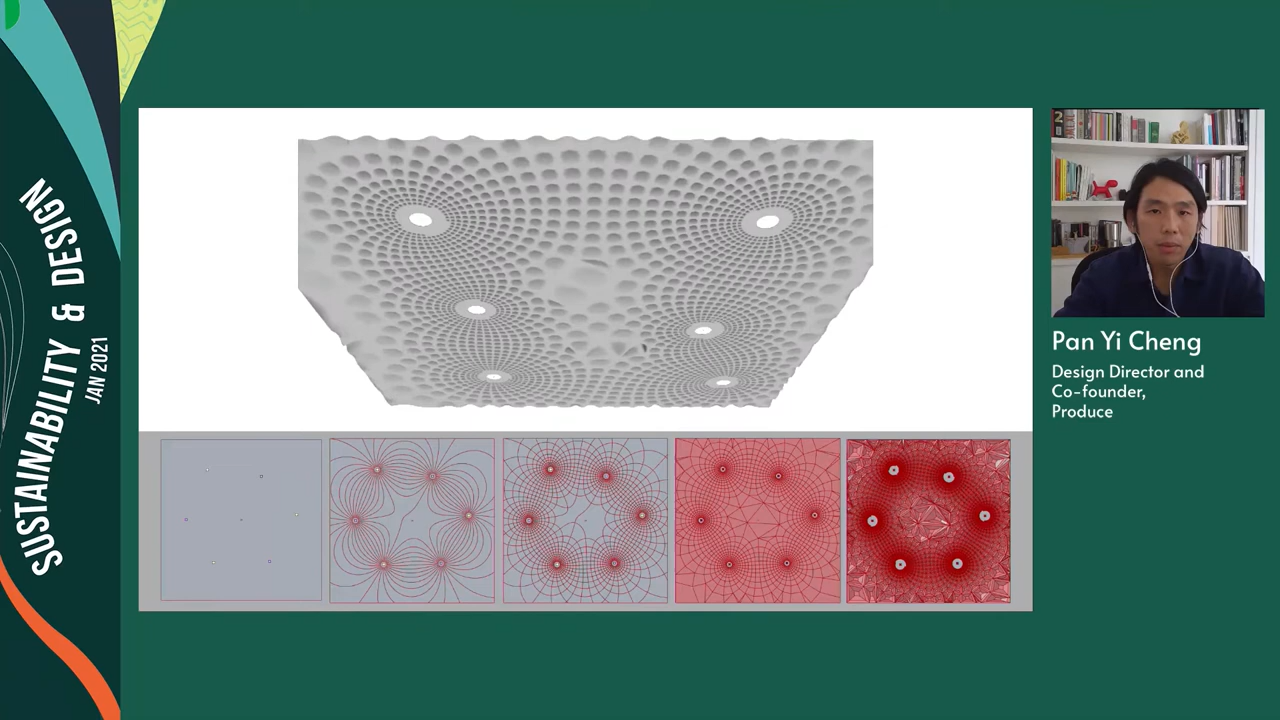 SUSTAINABILITY & DESIGN
JAN 2021
Pan Yi Cheng
Design Director and
Co-founder,
Produce